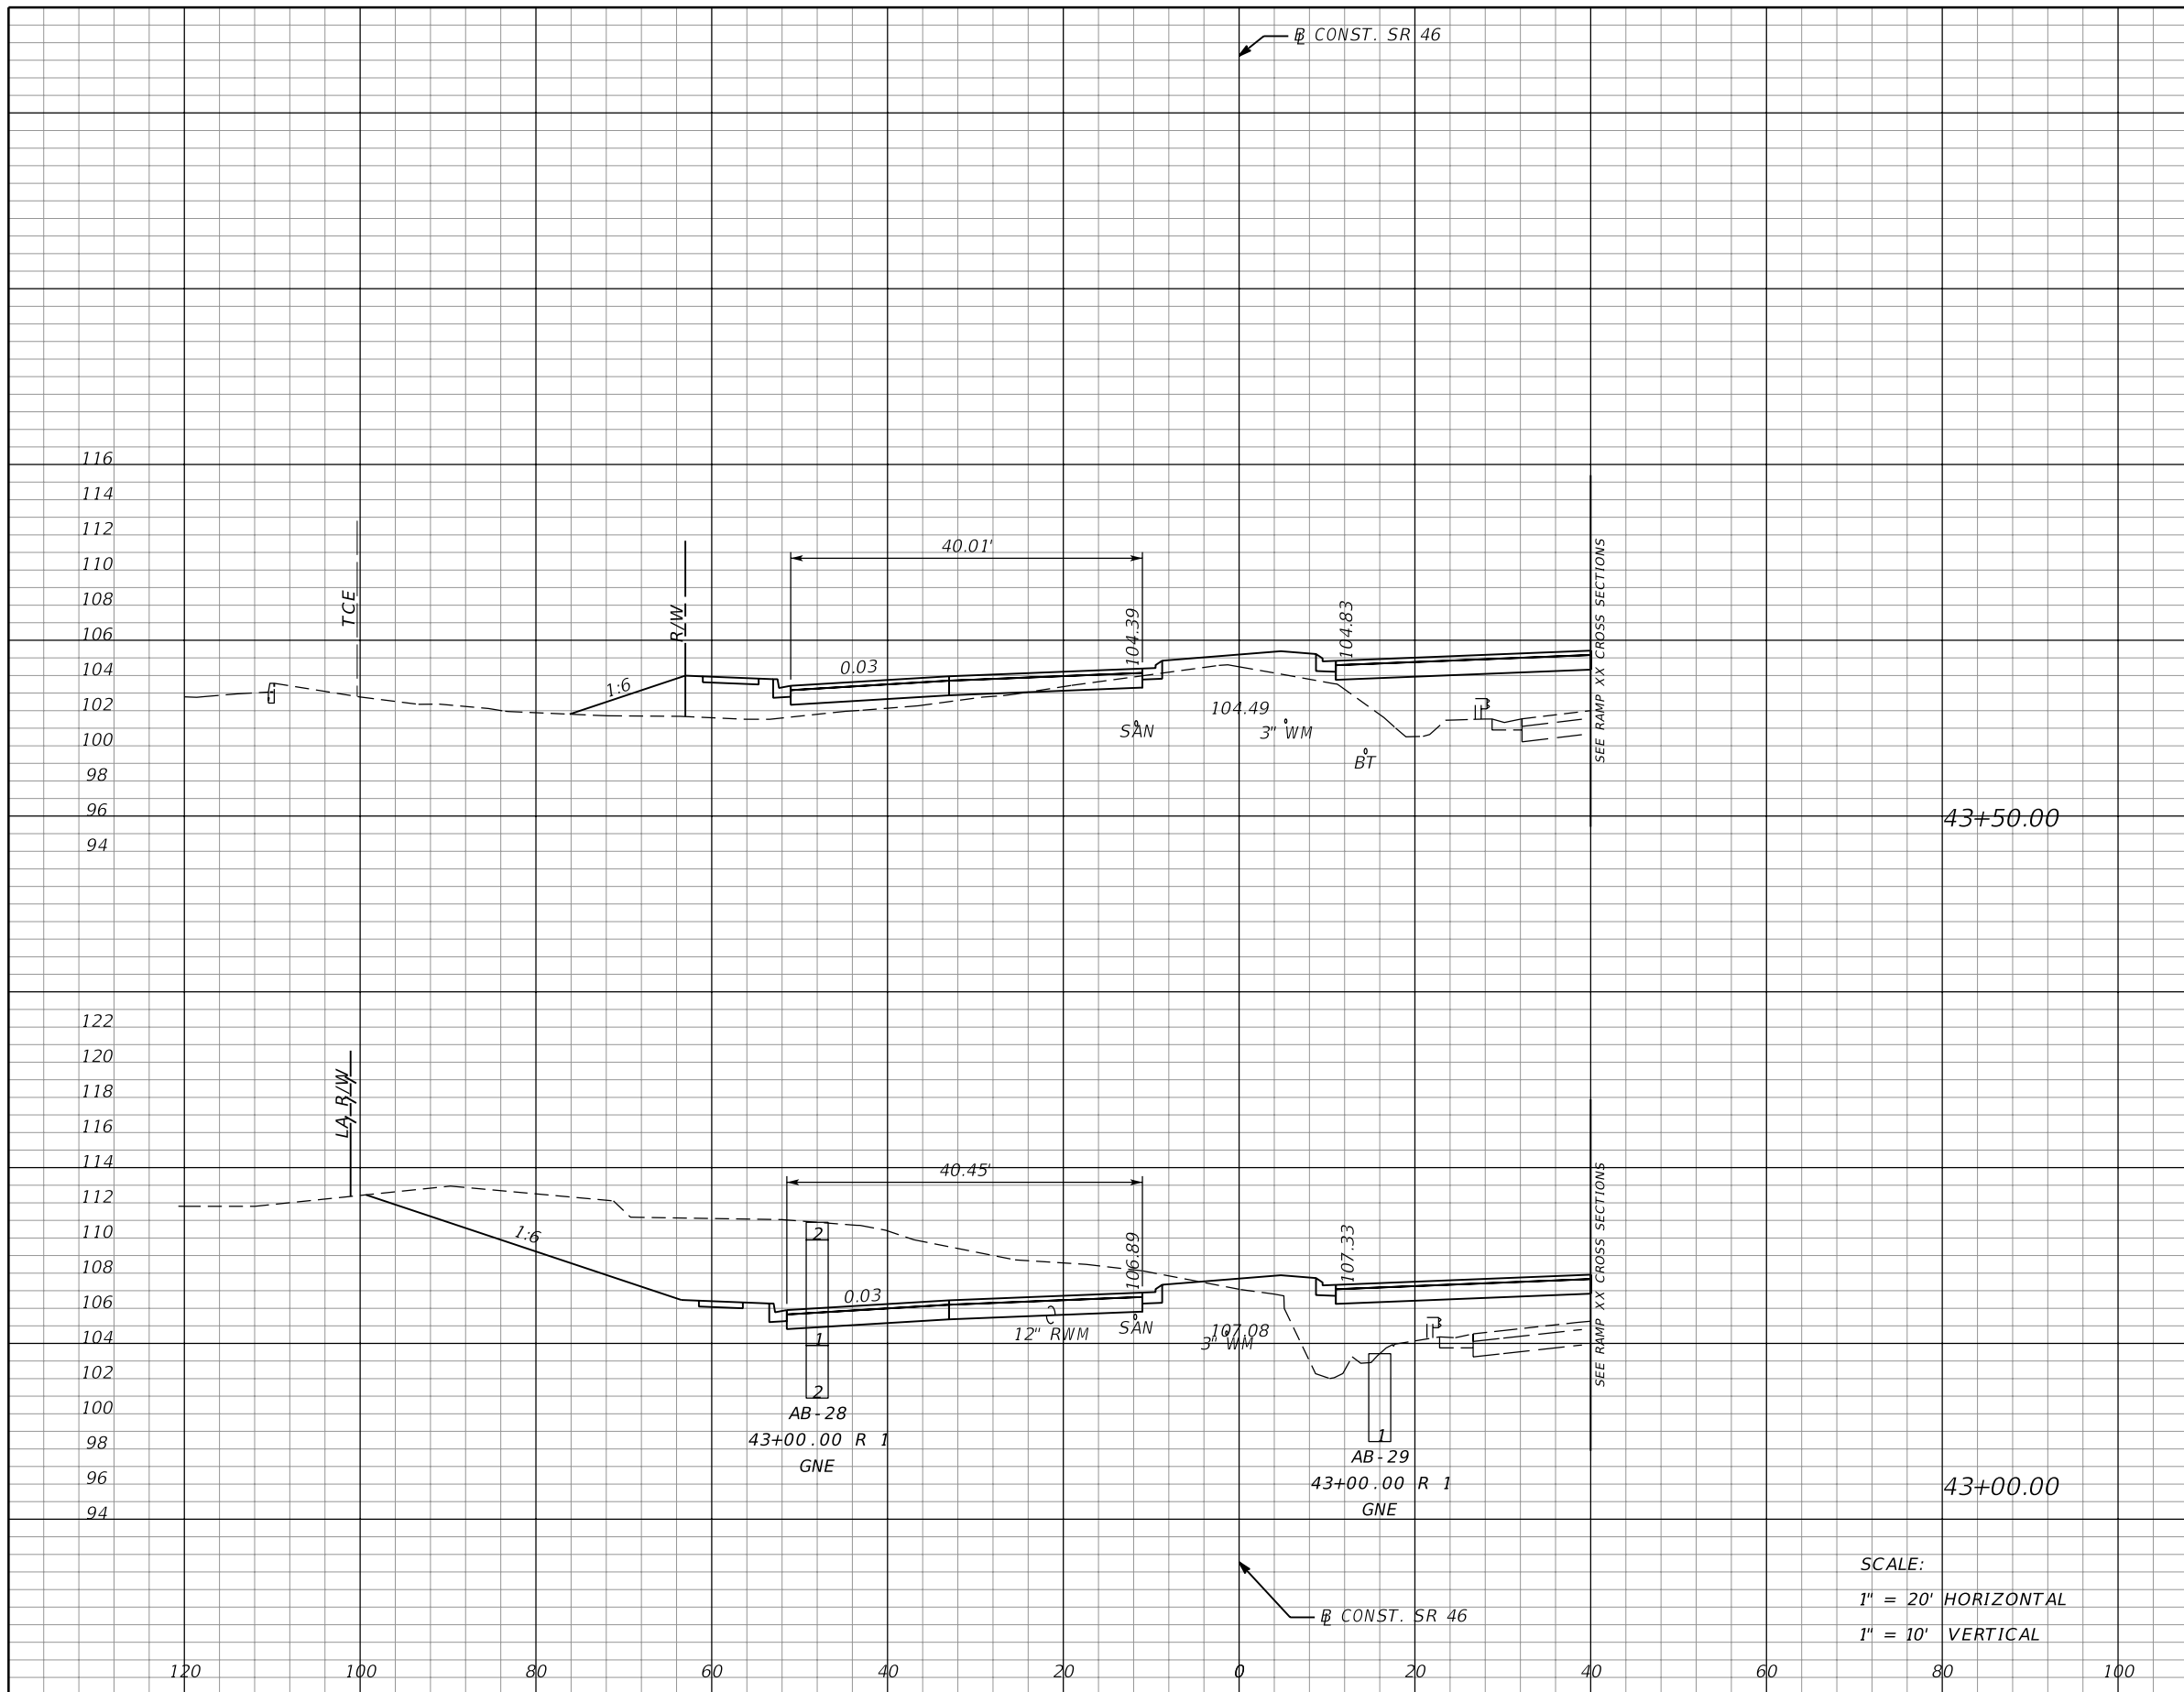 ℄ CONST. SR 46
116
114
112
110
108
106
104
102
100
98
96
94
TCE
R/W
1:6
0.03
40.01'
104.39
104.83
SAN
104.49
3" WM
BT
SEE RAMP XX CROSS SECTIONS
43+50.00
122
120
118
116
114
112
110
108
106
104
102
100
98
96
94
LA R/W
1:6
40.45'
0.03
106.89
107.33
2
1
2
12" RWM
SAN
107.08
3" WM
AB-28
43+00.00 R 1
GNE
1
AB-29
43+00.00 R 1
GNE
SEE RAMP XX CROSS SECTIONS
43+00.00
℄ CONST. SR 46
SCALE:
1" = 20' HORIZONTAL
1" = 10' VERTICAL
120 100 80 60 40 20 0 20 40 60 80 100